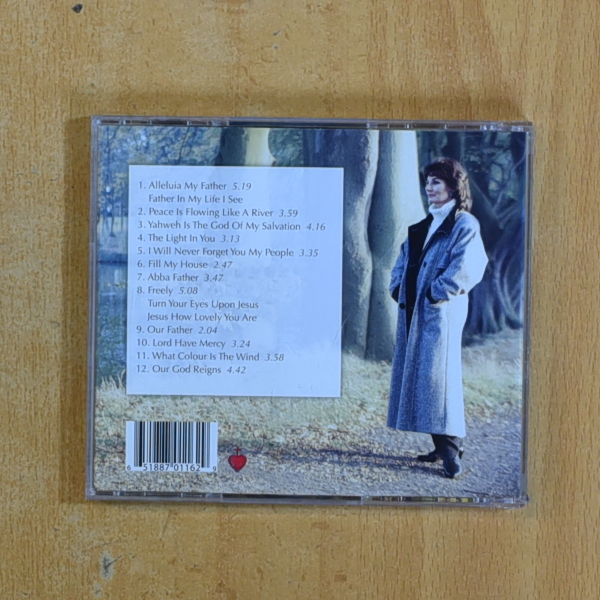 1. Alleluia My Father 5.19
Father In My Life I See
2. Peace Is Flowing Like A River 3.59
3. Yahweh Is The God Of My Salvation 4.16
4. The Light In You 3.13
5. I Will Never Forget You My People 3.35
6. Fill My House 2.47
7. Abba Father 3.47
8. Freely 5.08
Turn Your Eyes Upon Jesus
Jesus How Lovely You Are
9. Our Father 2.04
10. Lord Have Mercy 3.24
11. What Colour Is The Wind 3.58
12. Our God Reigns 4.42
6 51887 01162 9